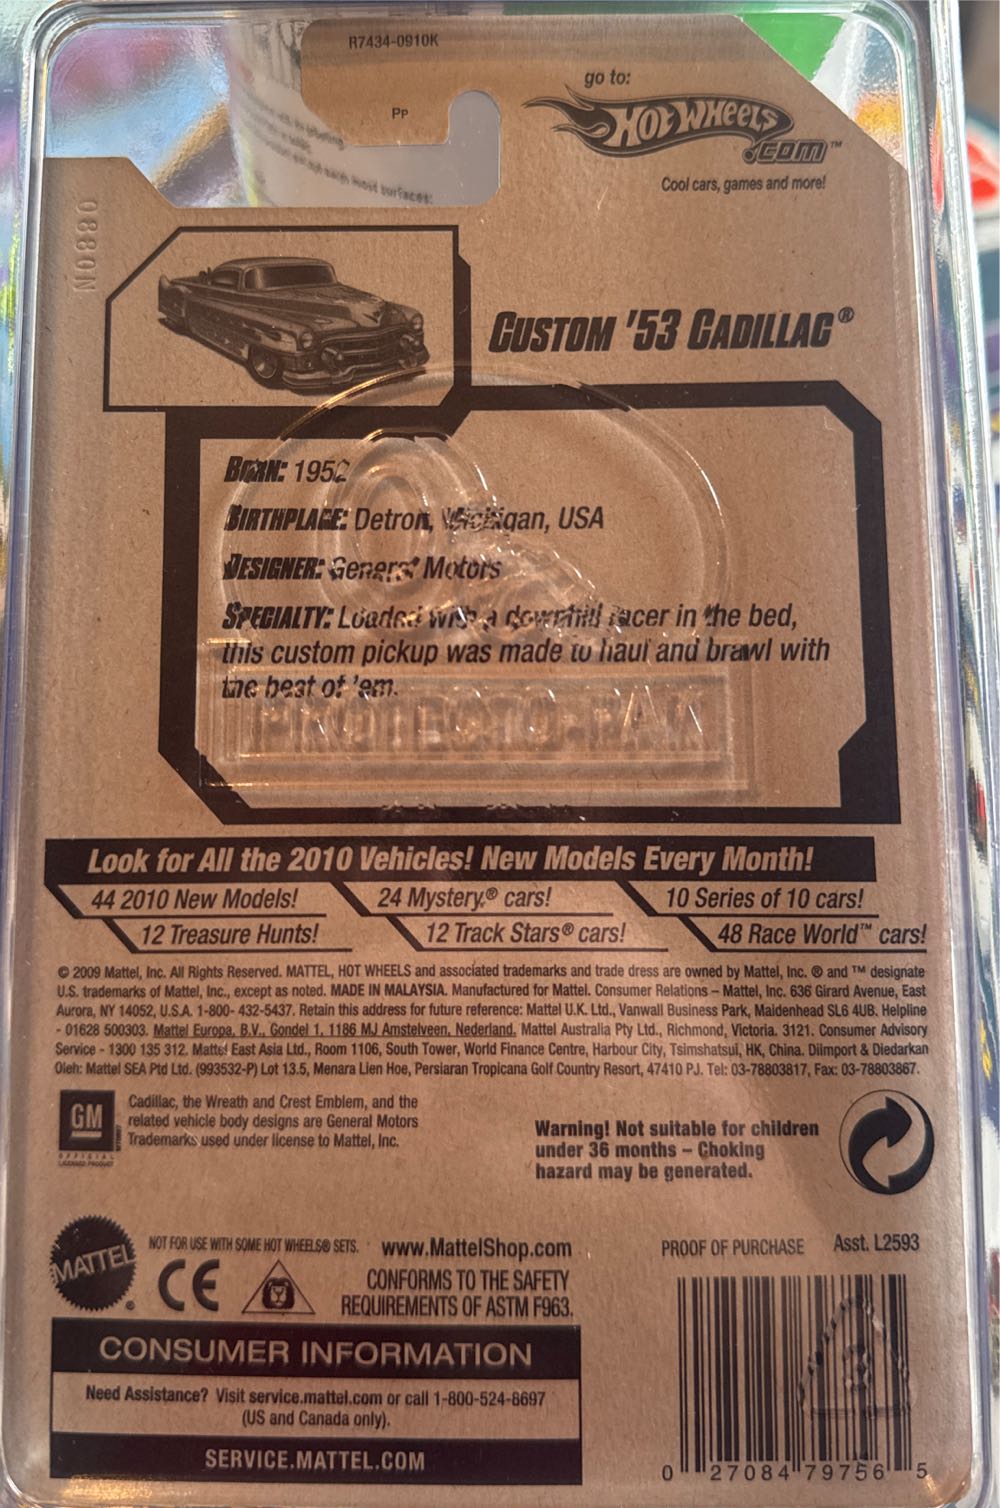 R7434-0910K
Pp
go to:
HOT WHEELS
.COM™
Cool cars, games and more!
0880N
CUSTOM '53 CADILLAC®
BORN: 1952
BIRTHPLACE: Detroit, Michigan, USA
DESIGNER: General Motors
SPECIALTY: Loaded with a downhill racer in the bed,
this custom pickup was made to haul and brawl with
the best of 'em.
PROTECTO-PAK
Look for All the 2010 Vehicles! New Models Every Month!
44 2010 New Models! 24 Mystery® cars! 10 Series of 10 cars!
12 Treasure Hunts! 12 Track Stars® cars! 48 Race World™ cars!
© 2009 Mattel, Inc. All Rights Reserved. MATTEL, HOT WHEELS and associated trademarks and trade dress are owned by Mattel, Inc. ® and ™ designate
U.S. trademarks of Mattel, Inc., except as noted. MADE IN MALAYSIA. Manufactured for Mattel. Consumer Relations – Mattel, Inc. 636 Girard Avenue, East
Aurora, NY 14052, U.S.A. 1-800- 432-5437. Retain this address for future reference: Mattel U.K. Ltd., Vanwall Business Park, Maidenhead SL6 4UB. Helpline
- 01628 500303. Mattel Europa, B.V., Gondel 1, 1186 MJ Amstelveen, Nederland. Mattel Australia Pty Ltd., Richmond, Victoria. 3121. Consumer Advisory
Service - 1300 135 312. Mattel East Asia Ltd., Room 1106, South Tower, World Finance Centre, Harbour City, Tsimshatsui, HK, China. Diimport & Diedarkan
Oleh: Mattel SEA Ptd Ltd. (993532-P) Lot 13.5, Menara Lien Hoe, Persiaran Tropicana Golf Country Resort, 47410 PJ. Tel: 03-78803817, Fax: 03-78803867.
GM
OFFICIAL
LICENSED PRODUCT
Cadillac, the Wreath and Crest Emblem, and the
related vehicle body designs are General Motors
Trademarks used under license to Mattel, Inc.
Warning! Not suitable for children
under 36 months – Choking
hazard may be generated.
MATTEL®
NOT FOR USE WITH SOME HOT WHEELS® SETS.
www.MattelShop.com
CE
CONFORMS TO THE SAFETY
REQUIREMENTS OF ASTM F963.
PROOF OF PURCHASE Asst. L2593
CONSUMER INFORMATION
Need Assistance? Visit service.mattel.com or call 1-800-524-8697
(US and Canada only).
SERVICE.MATTEL.COM
0 27084 79756 5